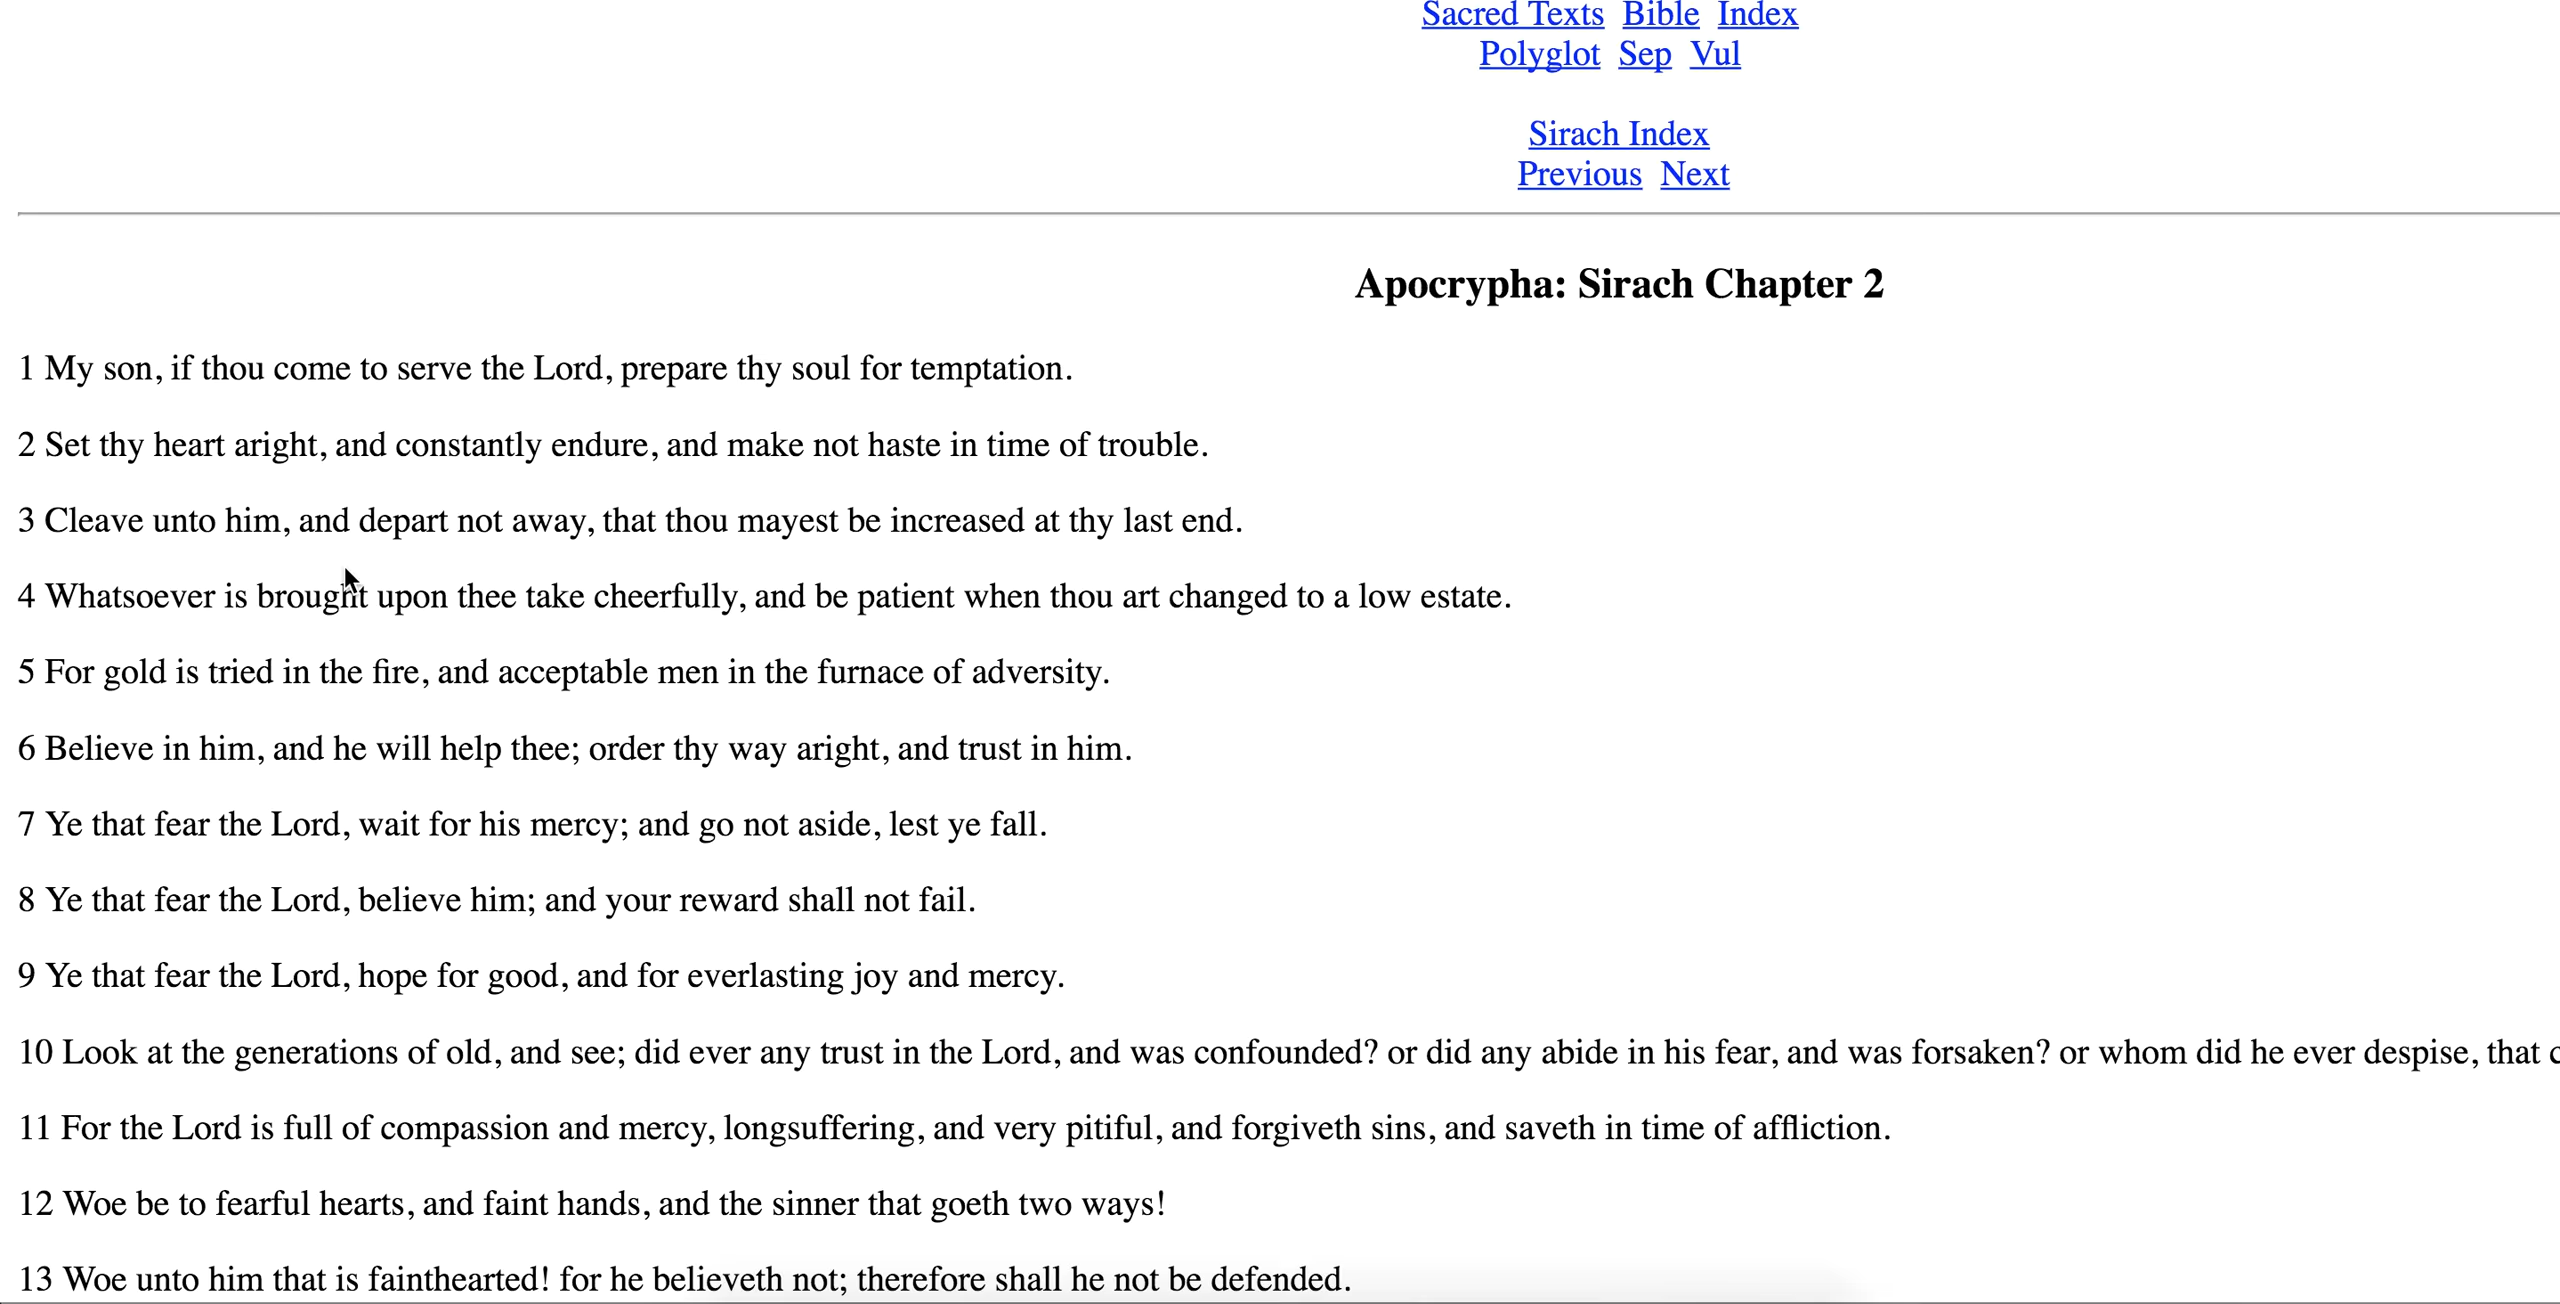 Sacred Texts Bible Index
Polyglot Sep Vul
Sirach Index
Previous Next
Apocrypha: Sirach Chapter 2
1 My son, if thou come to serve the Lord, prepare thy soul for temptation.
2 Set thy heart aright, and constantly endure, and make not haste in time of trouble.
3 Cleave unto him, and depart not away, that thou mayest be increased at thy last end.
4 Whatsoever is brought upon thee take cheerfully, and be patient when thou art changed to a low estate.
5 For gold is tried in the fire, and acceptable men in the furnace of adversity.
6 Believe in him, and he will help thee; order thy way aright, and trust in him.
7 Ye that fear the Lord, wait for his mercy; and go not aside, lest ye fall.
8 Ye that fear the Lord, believe him; and your reward shall not fail.
9 Ye that fear the Lord, hope for good, and for everlasting joy and mercy.
10 Look at the generations of old, and see; did ever any trust in the Lord, and was confounded? or did any abide in his fear, and was forsaken? or whom did he ever despise, that
11 For the Lord is full of compassion and mercy, longsuffering, and very pitiful, and forgiveth sins, and saveth in time of affliction.
12 Woe be to fearful hearts, and faint hands, and the sinner that goeth two ways!
13 Woe unto him that is fainthearted! for he believeth not; therefore shall he not be defended.